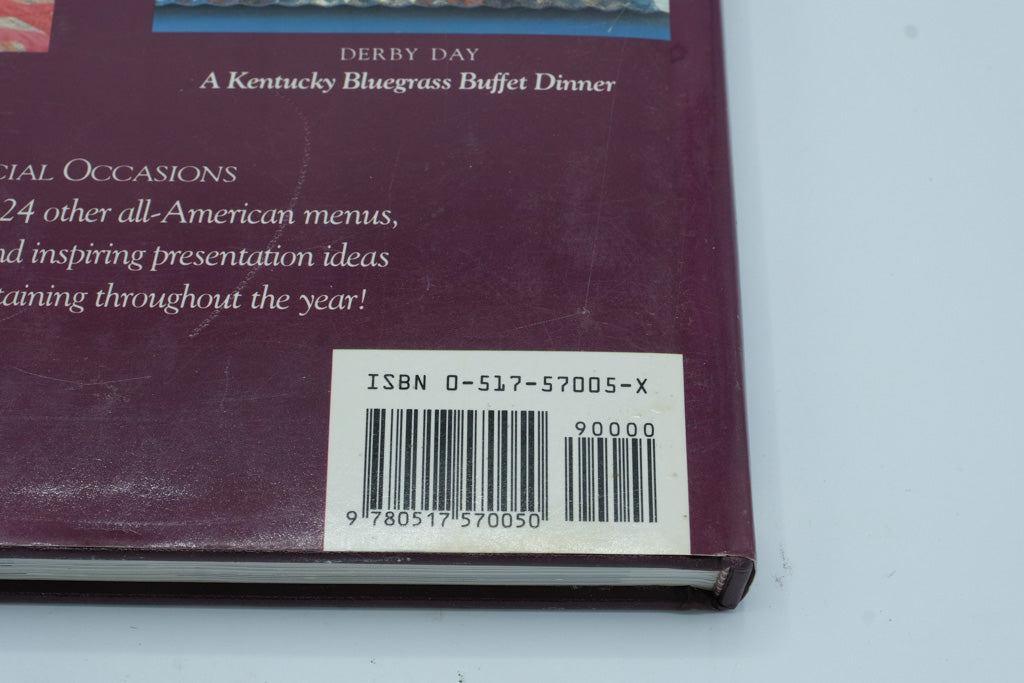 DERBY DAY
A Kentucky Bluegrass Buffet Dinner
CIAL OCCASIONS
24 other all-American menus,
nd inspiring presentation ideas
taining throughout the year!
ISBN 0-517-57005-X
90000
9 780517 570050